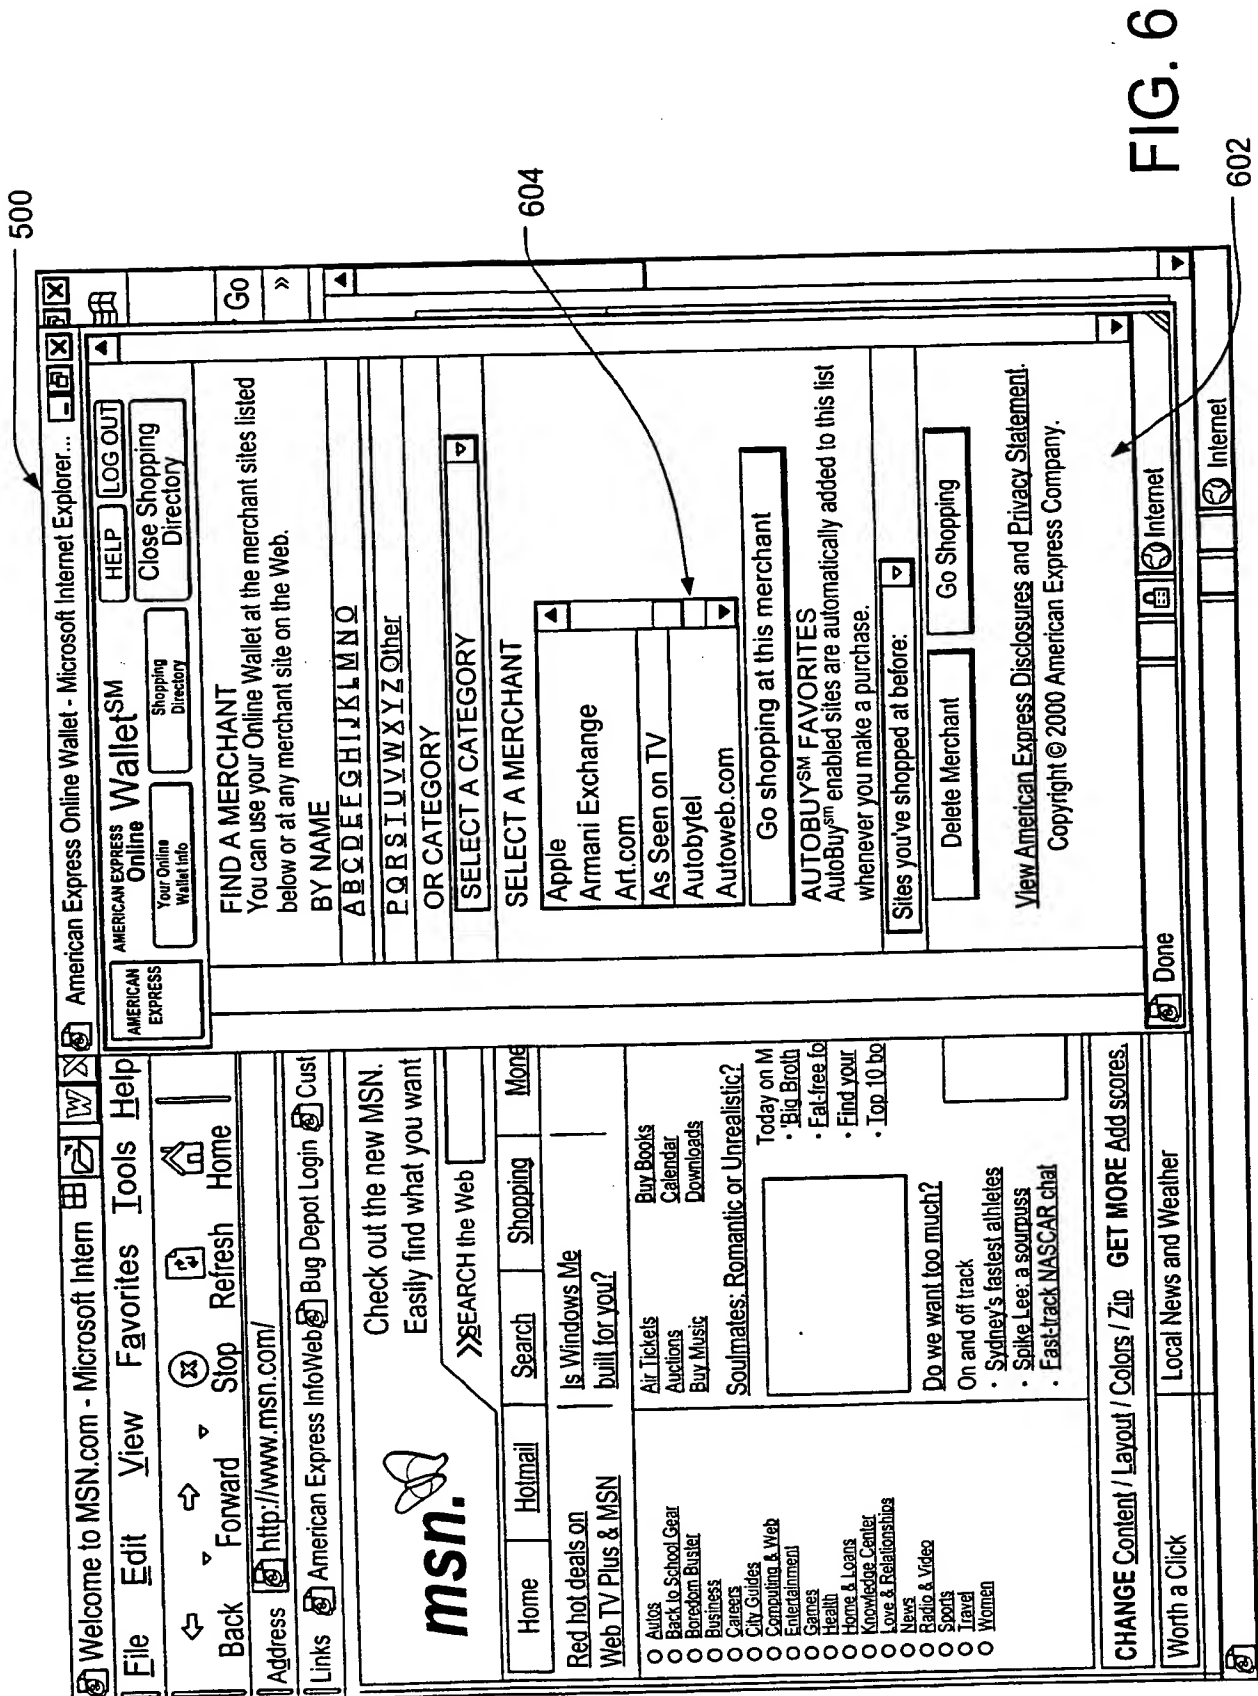 Welcome to MSN.com - Microsoft Intern
File Edit View Favorites Tools Help
Back Forward Stop Refresh Home
Address http://www.msn.com/
Go
Links American Express InfoWeb Bug Depot Login Cust
»
msn.
Check out the new MSN.
Easily find what you want
SEARCH the Web
Home Hotmail Search Shopping Mone
Red hot deals on
Web TV Plus & MSN
Is Windows Me
built for you?
Autos
Back to School Gear
Boredom Buster
Business
Careers
City Guides
Computing & Web
Entertainment
Games
Health
Home & Loans
Knowledge Center
Love & Relationships
News
Radio & Video
Sports
Travel
Women
Air Tickets
Auctions
Buy Music
Buy Books
Calendar
Downloads
Soulmates: Romantic or Unrealistic?
Today on M
· 'Big Broth
· Fat-free fo
· Find your
· Top 10 bo
Do we want too much?
On and off track
· Sydney's fastest athletes
· Spike Lee: a sourpuss
· Fast-track NASCAR chat
CHANGE Content / Layout / Colors / Zip GET MORE Add scores.
Worth a Click
Local News and Weather
Internet
American Express Online Wallet - Microsoft Internet Explorer...
AMERICAN
EXPRESS
AMERICAN EXPRESS
Online WalletSM
HELP
LOG OUT
Your Online
Wallet Info
Shopping
Directory
Close Shopping
Directory
FIND A MERCHANT
You can use your Online Wallet at the merchant sites listed
below or at any merchant site on the Web.
BY NAME
A B C D E F G H I J K L M N O
P Q R S T U V W X Y Z Other
OR CATEGORY
SELECT A CATEGORY
SELECT A MERCHANT
Apple
Armani Exchange
Art.com
As Seen on TV
Autobytel
Autoweb.com
Go shopping at this merchant
AUTOBUYSM FAVORITES
AutoBuysm enabled sites are automatically added to this list
whenever you make a purchase.
Sites you've shopped at before:
Delete Merchant
Go Shopping
View American Express Disclosures and Privacy Statement.
Copyright © 2000 American Express Company.
Done
Internet
500
604
602
FIG. 6